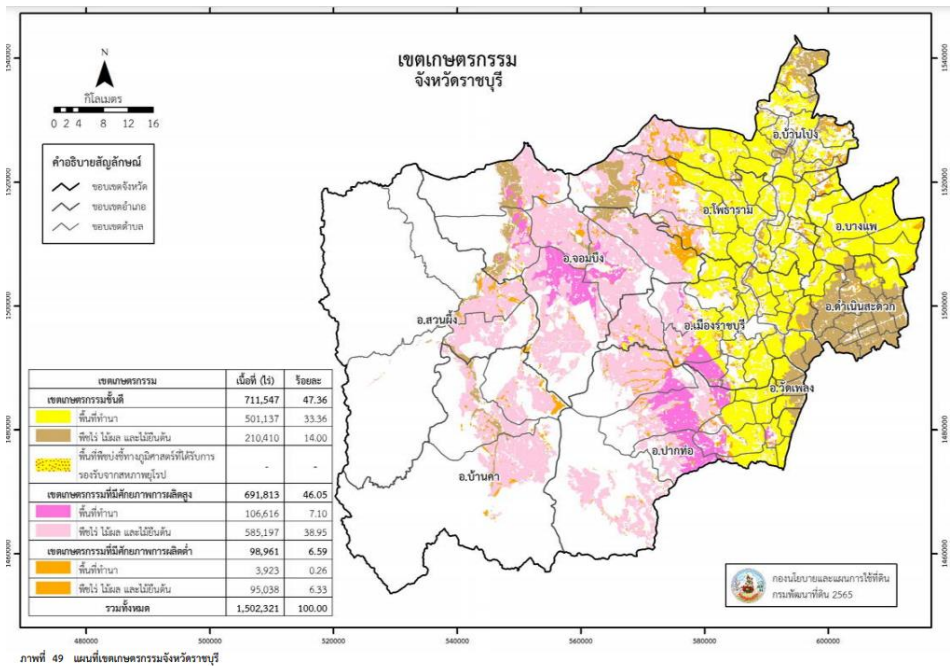 เขตเกษตรกรรม
จังหวัดราชบุรี
N
กิโลเมตร
0 2 4 8 12 16
คำอธิบายสัญลักษณ์
ขอบเขตจังหวัด
ขอบเขตอำเภอ
ขอบเขตตำบล
อ.บ้านโป่ง
อ.โพธาราม
อ.บางแพ
อ.จอมบึง
อ.ดำเนินสะดวก
อ.สวนผึ้ง
อ.เมืองราชบุรี
อ.วัดเพลง
อ.ปากท่อ
อ.บ้านคา
เขตเกษตรกรรม เนื้อที่ (ไร่) ร้อยละ
เขตเกษตรกรรมชั้นดี 711,547 47.36
พื้นที่ทำนา 501,137 33.36
พืชไร่ ไม้ผล และไม้ยืนต้น 210,410 14.00
พื้นที่พืชบ่งชี้ทางภูมิศาสตร์ที่ได้รับการ - -
รองรับจากสหภาพยุโรป
เขตเกษตรกรรมที่มีศักยภาพการผลิตสูง 691,813 46.05
พื้นที่ทำนา 106,616 7.10
พืชไร่ ไม้ผล และไม้ยืนต้น 585,197 38.95
เขตเกษตรกรรมที่มีศักยภาพการผลิตต่ำ 98,961 6.59
พื้นที่ทำนา 3,923 0.26
พืชไร่ ไม้ผล และไม้ยืนต้น 95,038 6.33
รวมทั้งหมด 1,502,321 100.00
กองนโยบายและแผนการใช้ที่ดิน
กรมพัฒนาที่ดิน 2565
1540000 1540000
1520000 1520000
1500000 1500000
1480000 1480000
1460000 1460000
480000 500000 520000 540000 560000 580000 600000
ภาพที่ 49 แผนที่เขตเกษตรกรรมจังหวัดราชบุรี